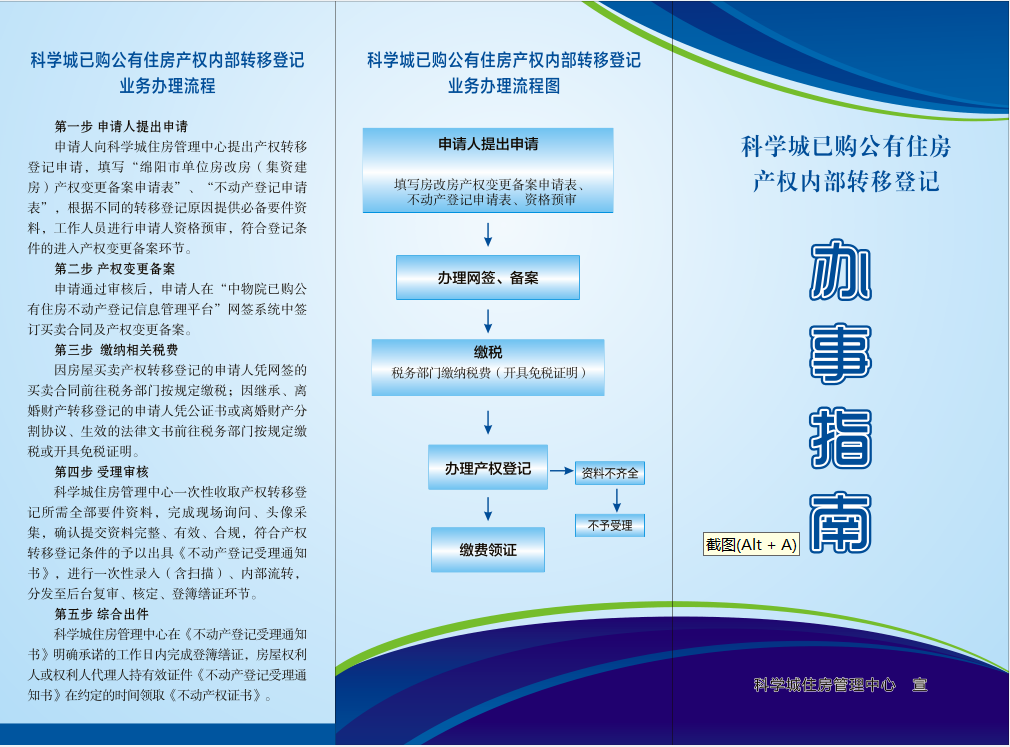 科学城已购公有住房产权内部转移登记
业务办理流程
第一步 申请人提出申请
申请人向科学城住房管理中心提出产权转移
登记申请，填写“绵阳市单位房改房（集资建
房）产权变更备案申请表”、“不动产登记申请
表”，根据不同的转移登记原因提供必备要件资
料，工作人员进行申请人资格预审，符合登记条
件的进入产权变更备案环节。
第二步 产权变更备案
申请通过审核后，申请人在“中物院已购公
有住房不动产登记信息管理平台”网签系统中签
订买卖合同及产权变更备案。
第三步 缴纳相关税费
因房屋买卖产权转移登记的申请人凭网签的
买卖合同前往税务部门按规定缴税；因继承、离
婚财产转移登记的申请人凭公证书或离婚财产分
割协议、生效的法律文书前往税务部门按规定缴
税或开具免税证明。
第四步 受理审核
科学城住房管理中心一次性收取产权转移登
记所需全部要件资料，完成现场询问、头像采
集，确认提交资料完整、有效、合规，符合产权
转移登记条件的予以出具《不动产登记受理通知
书》，进行一次性录入（含扫描）、内部流转，
分发至后台复审、核定、登簿缮证环节。
第五步 综合出件
科学城住房管理中心在《不动产登记受理通知
书》明确承诺的工作日内完成登簿缮证，房屋权利
人或权利人代理人持有效证件《不动产登记受理通
知书》在约定的时间领取《不动产权证书》。
科学城已购公有住房产权内部转移登记
业务办理流程图
申请人提出申请
填写房改房产权变更备案申请表、
不动产登记申请表、资格预审
办理网签、备案
缴税
税务部门缴纳税费（开具免税证明）
办理产权登记
资料不齐全
不予受理
缴费领证
科学城已购公有住房
产权内部转移登记
办
事
指
南
截图(Alt + A)
科学城住房管理中心 宣